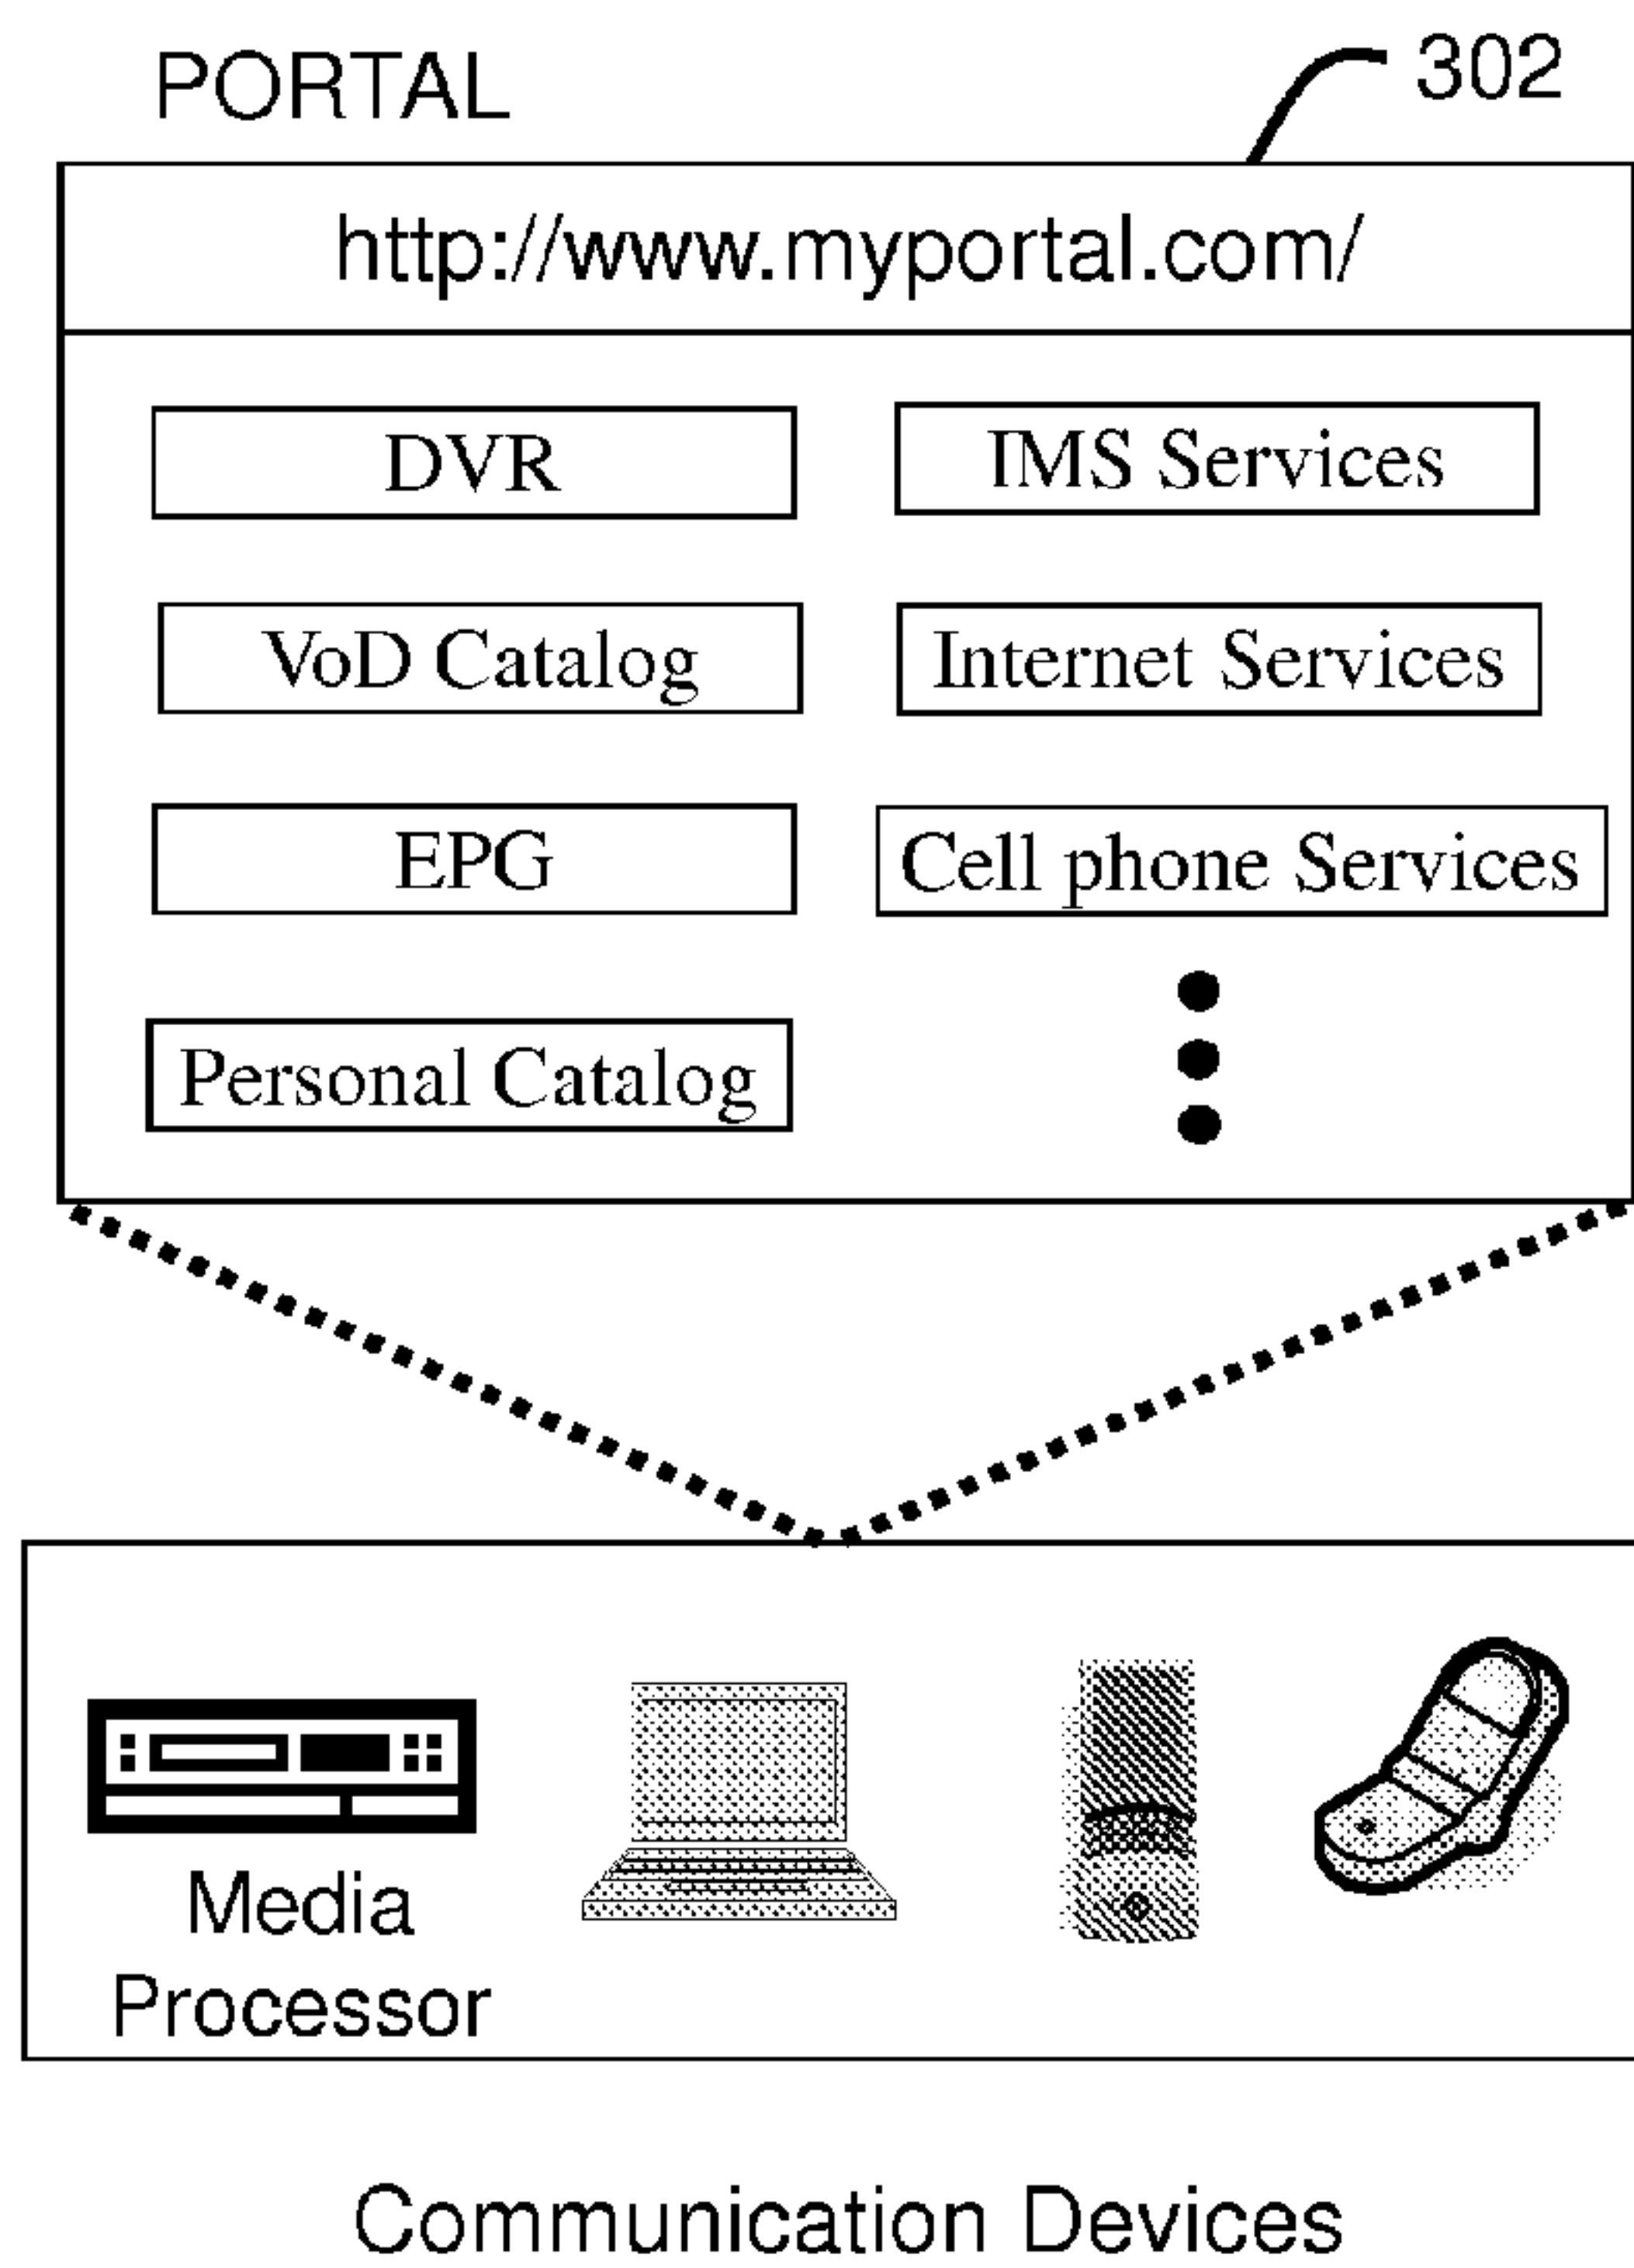 PORTAL
302
http://www.myportal.com/
DVR
IMS Services
VoD Catalog
Internet Services
EPG
Cell phone Services
Personal Catalog
Media
Processor
Communication Devices